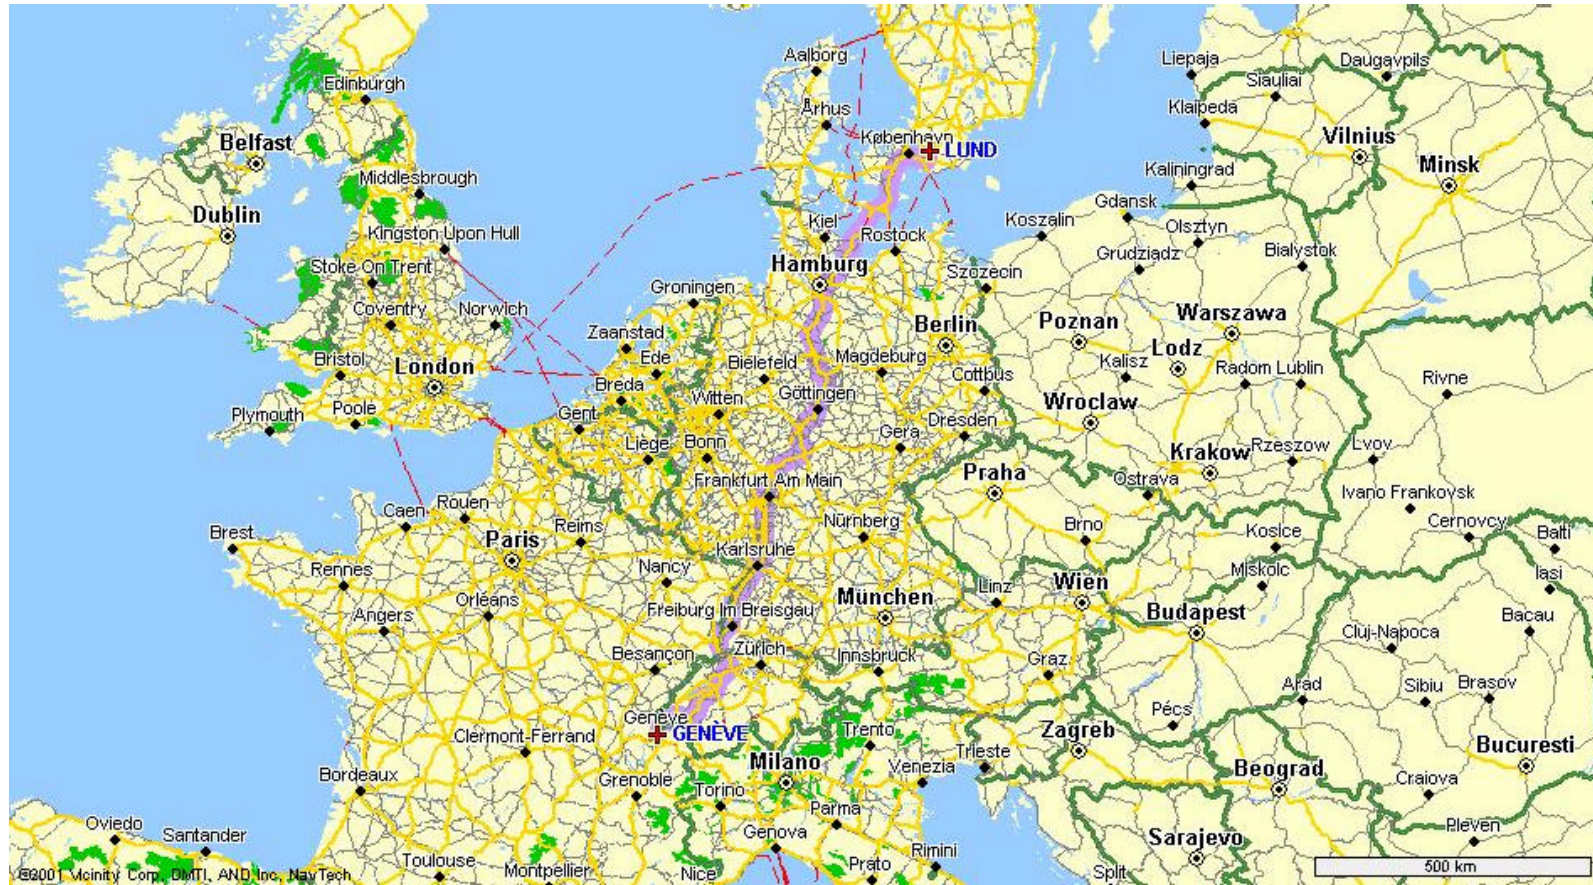 Aalborg
Liepaja
Daugavpils
Siauliai
Edinburgh
Århus
Klaipeda
Belfast
København
LUND
Vilnius
Minsk
Middlesbrough
Kaliningrad
Dublin
Kiel
Gdansk
Koszalin
Olsztyn
Kingston Upon Hull
Rostock
Grudziadz
Bialystok
Stoke On Trent
Hamburg
Szczecin
Groningen
Coventry
Norwich
Zaanstad
Berlin
Poznan
Warszawa
Bristol
London
Ede
Bielefeld
Magdeburg
Lodz
Kalisz
Radom
Lublin
Rivne
Breda
Cottbus
Plymouth
Poole
Gent
Witten
Göttingen
Wroclaw
Dresden
Liège
Bonn
Gera
Krakow
Rzeszow
Lvov
Frankfurt Am Main
Praha
Ostrava
Ivano Frankovsk
Caen
Rouen
Reims
Nürnberg
Brno
Cernovcy
Brest
Paris
Kosice
Balti
Rennes
Nancy
Karlsruhe
Linz
Wien
Miskolc
Iasi
Angers
Orléans
Freiburg Im Breisgau
München
Budapest
Bacau
Cluj-Napoca
Besançon
Zürich
Innsbruck
Graz
Arad
Sibiu
Brasov
Genève
GENÈVE
Pécs
Clermont-Ferrand
Trento
Trieste
Zagreb
Bucuresti
Bordeaux
Grenoble
Milano
Venezia
Beograd
Craiova
Torino
Parma
Oviedo
Santander
Genova
Rimini
Sarajevo
Pleven
Toulouse
Montpellier
Nice
Prato
Split
500 km
©2001 Vicinity Corp, DMTI, AND Inc, NavTech